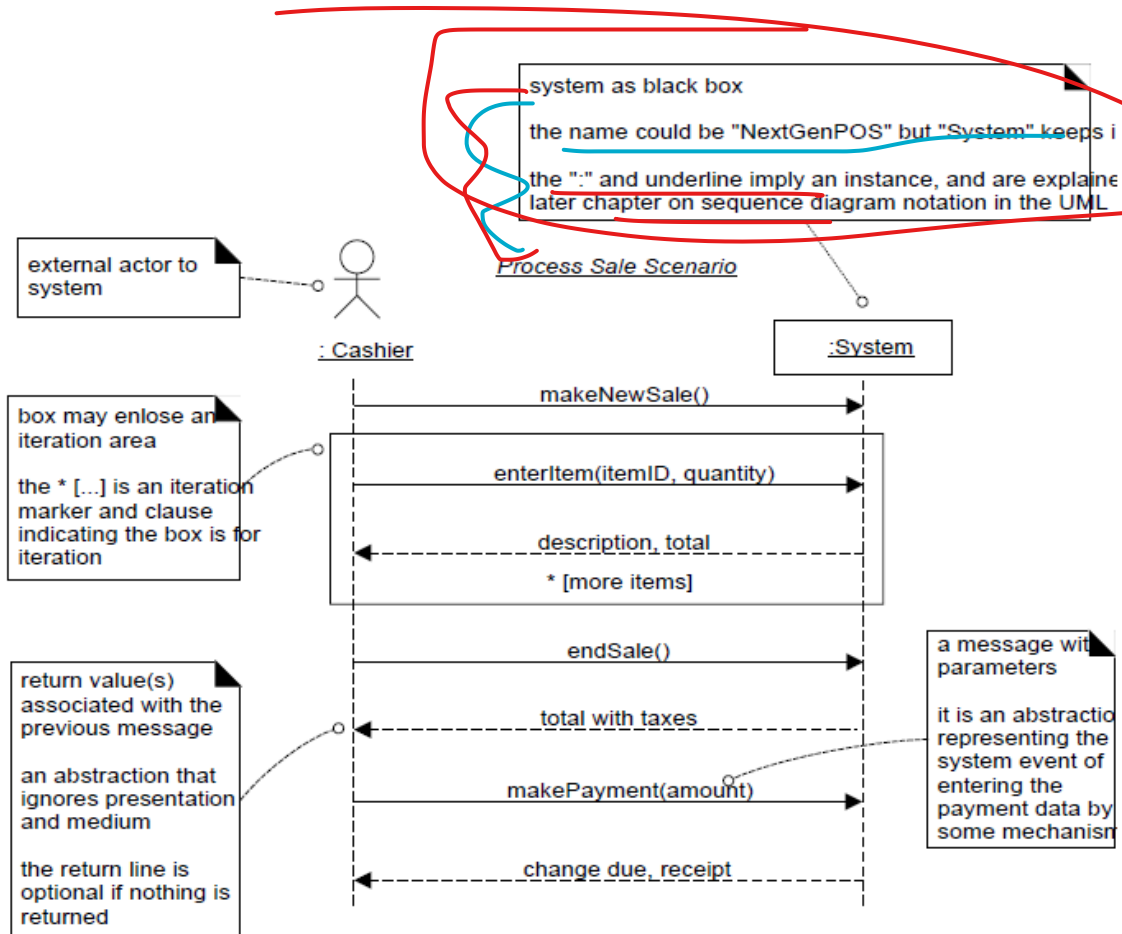 system as black box
the name could be "NextGenPOS" but "System" keeps i
the ":" and underline imply an instance, and are explaine
later chapter on sequence diagram notation in the UML
external actor to
system
Process Sale Scenario
: Cashier
:System
makeNewSale()
box may enlose an
iteration area
the * [...] is an iteration
marker and clause
indicating the box is for
iteration
enterItem(itemID, quantity)
description, total
* [more items]
endSale()
return value(s)
associated with the
previous message
an abstraction that
ignores presentation
and medium
the return line is
optional if nothing is
returned
total with taxes
makePayment(amount)
change due, receipt
a message wit
parameters
it is an abstractio
representing the
system event of
entering the
payment data by
some mechanism